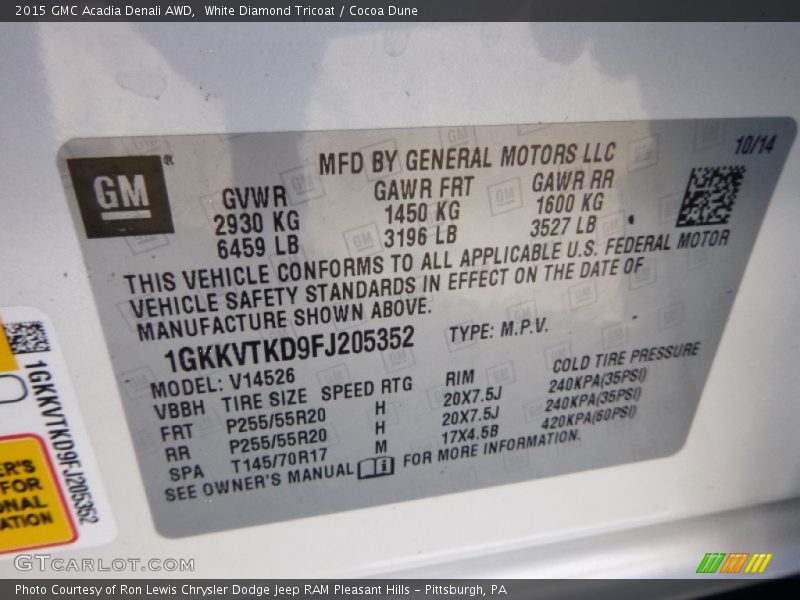 2015 GMC Acadia Denali AWD, White Diamond Tricoat / Cocoa Dune
10/14
GM®
MFD BY GENERAL MOTORS LLC
GVWR GAWR FRT GAWR RR
2930 KG 1450 KG 1600 KG
6459 LB 3196 LB 3527 LB
THIS VEHICLE CONFORMS TO ALL APPLICABLE U.S. FEDERAL MOTOR
VEHICLE SAFETY STANDARDS IN EFFECT ON THE DATE OF
MANUFACTURE SHOWN ABOVE.
1GKKVTKD9FJ205352 TYPE: M.P.V.
MODEL: V14526
VBBH TIRE SIZE SPEED RTG RIM COLD TIRE PRESSURE
FRT P255/55R20 H 20X7.5J 240KPA(35PSI)
RR P255/55R20 H 20X7.5J 240KPA(35PSI)
SPA T145/70R17 M 17X4.5B 420KPA(60PSI)
SEE OWNER'S MANUAL FOR MORE INFORMATION.
1GKKVTKD9FJ205352
ER'S
FOR
ONAL
ATION
GTCARLOT.COM
Photo Courtesy of Ron Lewis Chrysler Dodge Jeep RAM Pleasant Hills – Pittsburgh, PA